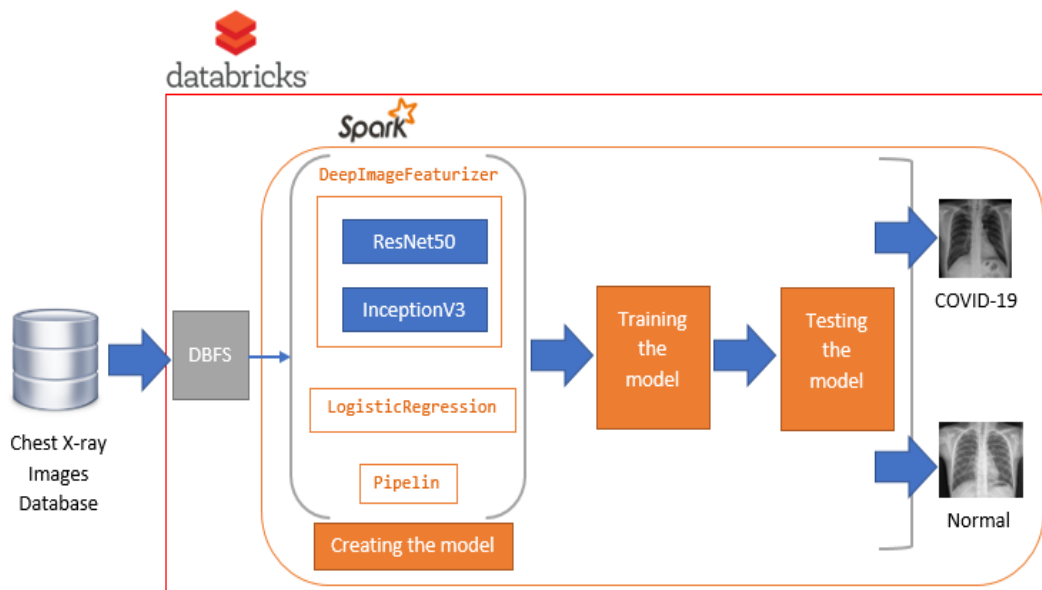 databricks
Spark
DeepImageFeaturizer
ResNet50
InceptionV3
LogisticRegression
Pipelin
Creating the model
Chest X-ray
Images
Database
DBFS
Training
the
model
Testing
the
model
COVID-19
Normal